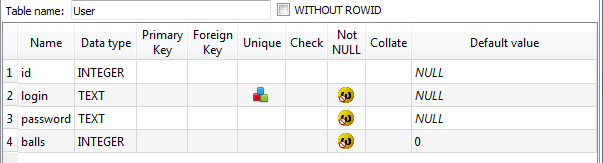 Table name: User WITHOUT ROWID
Name Data type Primary Key Foreign Key Unique Check Not NULL Collate Default value
1 id INTEGER NULL
2 login TEXT NULL
3 password TEXT NULL
4 balls INTEGER 0